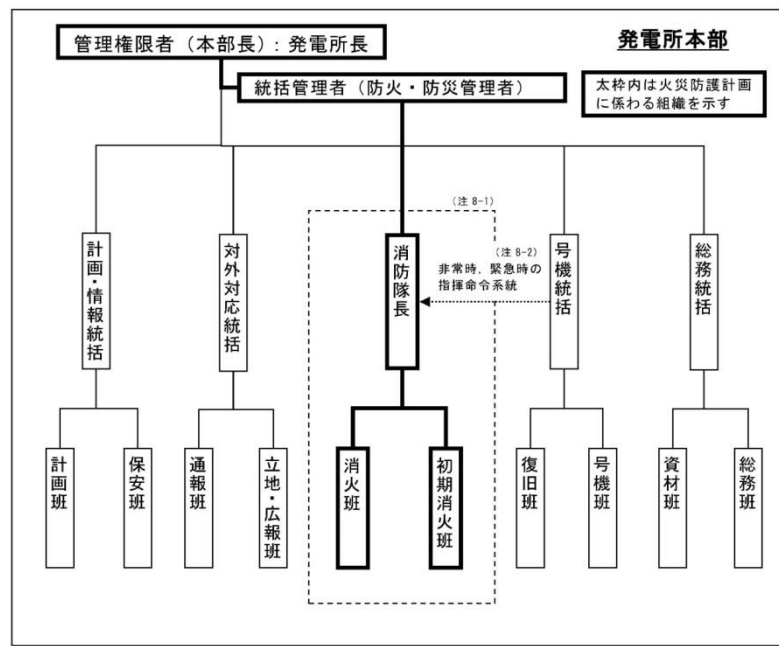 管理権限者（本部長）：発電所長
発電所本部
統括管理者（防火・防災管理者）
太枠内は火災防護計画
に係わる組織を示す
（注 8-1）
計画・情報統括
対外対応統括
消防隊長
（注 8-2）
非常時，緊急時の
指揮命令系統
号機統括
総務統括
計画班
保安班
通報班
立地・広報班
消火班
初期消火班
復旧班
号機班
資材班
総務班